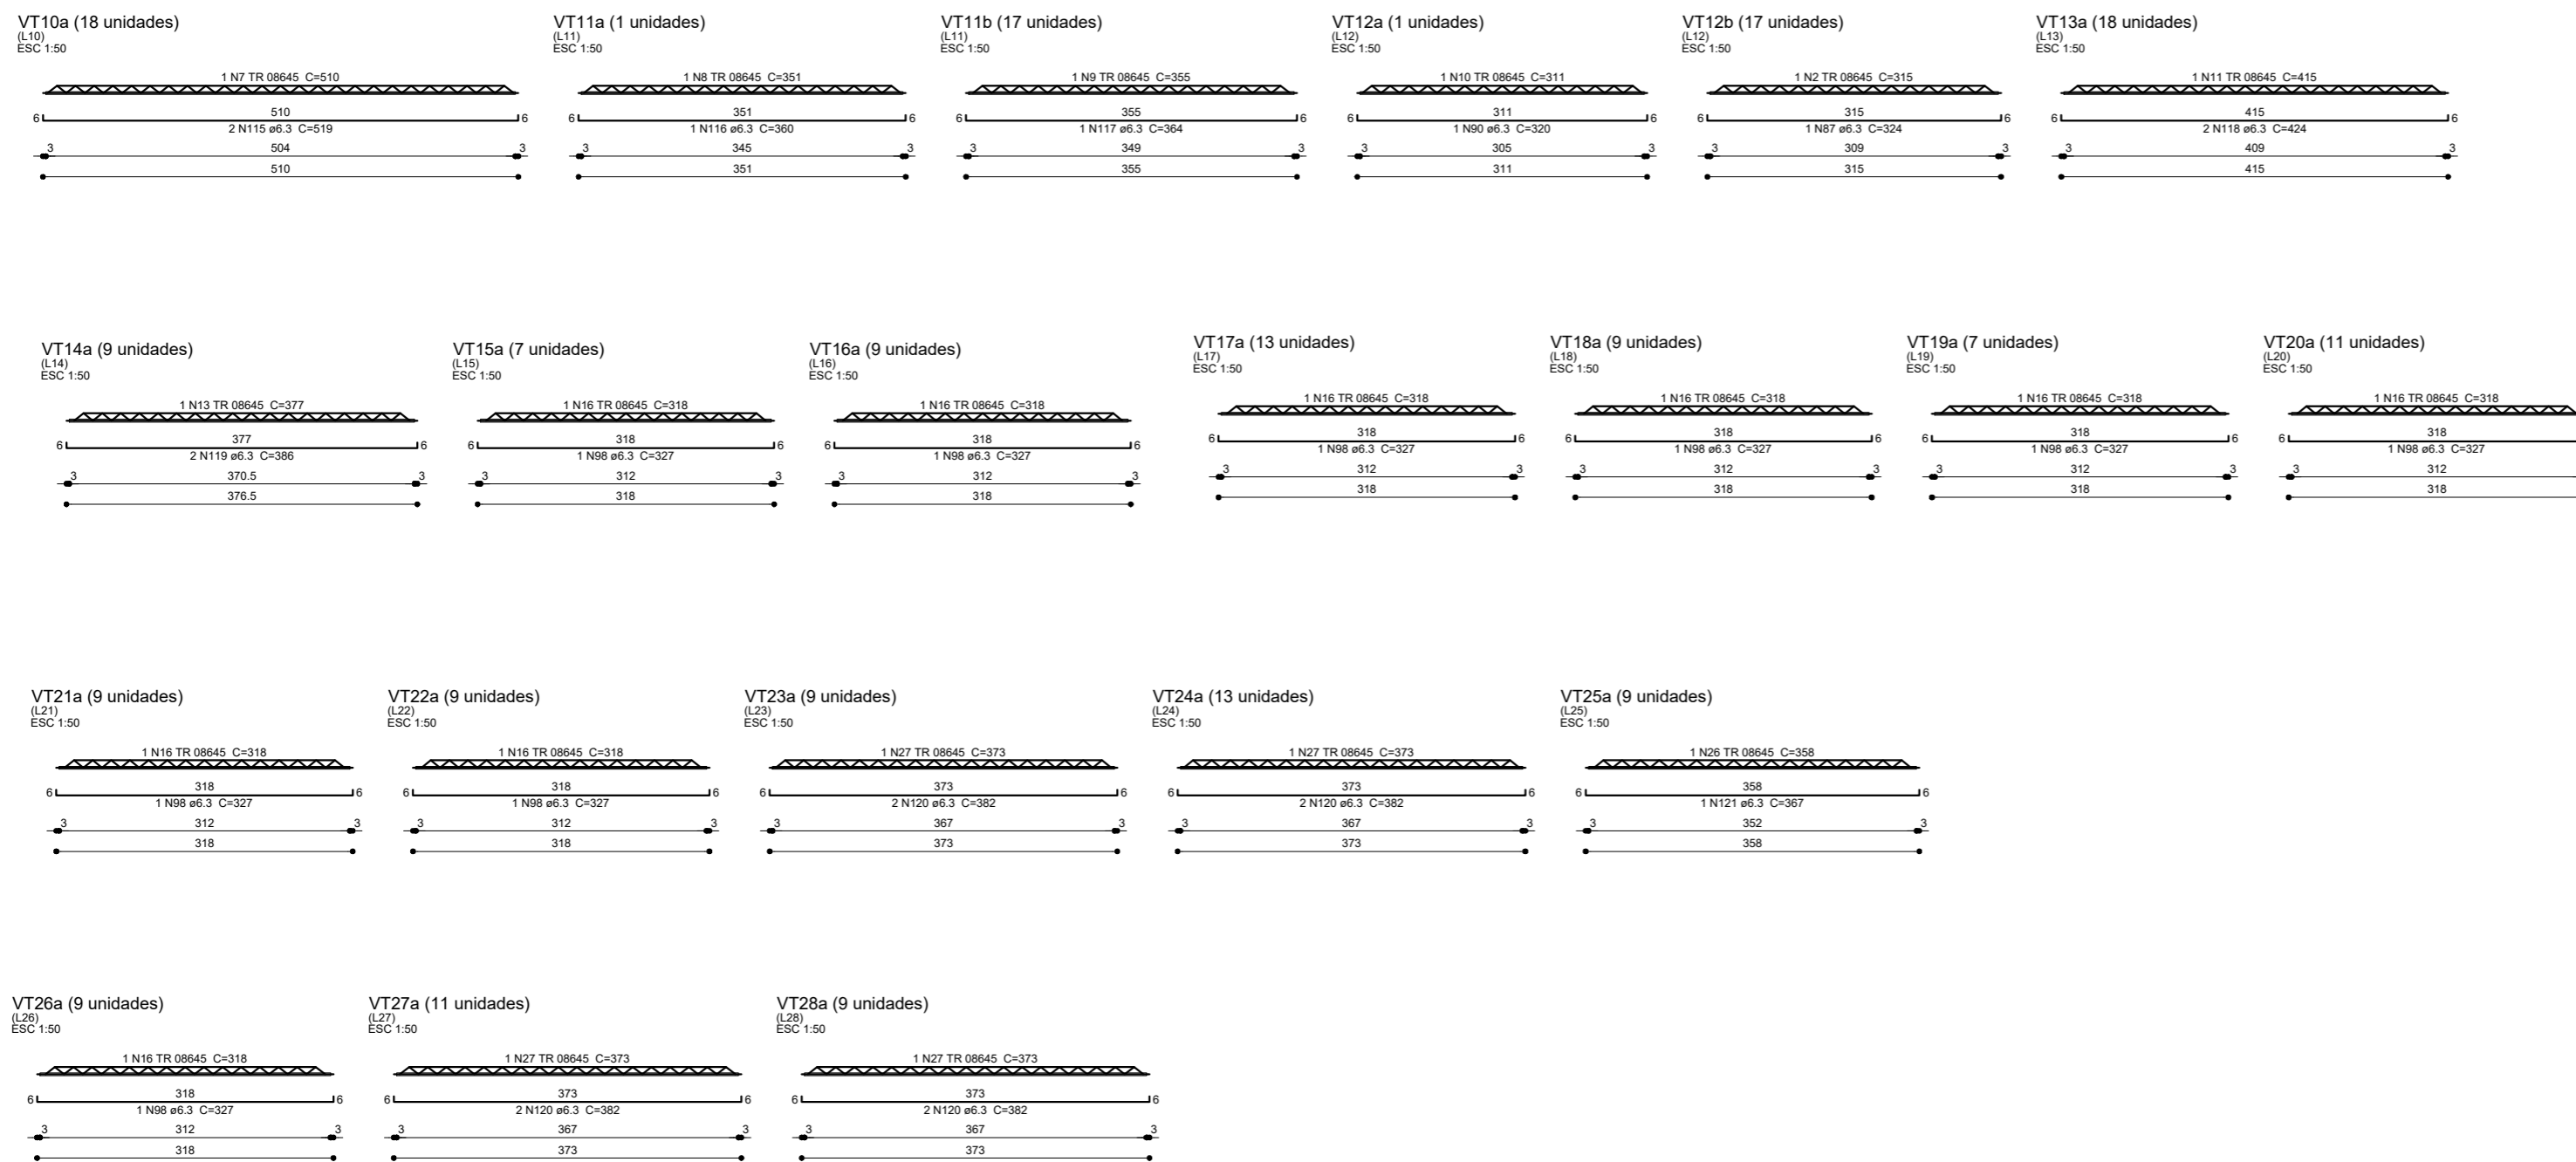 VT10a (18 unidades)
(L10)
ESC 1:50
1 N7 TR 08645 C=510
6 510 6
2 N115 ø6.3 C=519
3 504 3
510
VT11a (1 unidades)
(L11)
ESC 1:50
1 N8 TR 08645 C=351
6 351 6
1 N116 ø6.3 C=360
3 345 3
351
VT11b (17 unidades)
(L11)
ESC 1:50
1 N9 TR 08645 C=355
6 355 6
1 N117 ø6.3 C=364
3 349 3
355
VT12a (1 unidades)
(L12)
ESC 1:50
1 N10 TR 08645 C=311
6 311 6
1 N90 ø6.3 C=320
3 305 3
311
VT12b (17 unidades)
(L12)
ESC 1:50
1 N2 TR 08645 C=315
6 315 6
1 N87 ø6.3 C=324
3 309 3
315
VT13a (18 unidades)
(L13)
ESC 1:50
1 N11 TR 08645 C=415
6 415 6
2 N118 ø6.3 C=424
3 409 3
415
VT14a (9 unidades)
(L14)
ESC 1:50
1 N13 TR 08645 C=377
6 377 6
2 N119 ø6.3 C=386
3 370.5 3
376.5
VT15a (7 unidades)
(L15)
ESC 1:50
1 N16 TR 08645 C=318
6 318 6
1 N98 ø6.3 C=327
3 312 3
318
VT16a (9 unidades)
(L16)
ESC 1:50
1 N16 TR 08645 C=318
6 318 6
1 N98 ø6.3 C=327
3 312 3
318
VT17a (13 unidades)
(L17)
ESC 1:50
1 N16 TR 08645 C=318
6 318 6
1 N98 ø6.3 C=327
3 312 3
318
VT18a (9 unidades)
(L18)
ESC 1:50
1 N16 TR 08645 C=318
6 318 6
1 N98 ø6.3 C=327
3 312 3
318
VT19a (7 unidades)
(L19)
ESC 1:50
1 N16 TR 08645 C=318
6 318 6
1 N98 ø6.3 C=327
3 312 3
318
VT20a (11 unidades)
(L20)
ESC 1:50
1 N16 TR 08645 C=318
6 318
1 N98 ø6.3 C=327
3 312
318
VT21a (9 unidades)
(L21)
ESC 1:50
1 N16 TR 08645 C=318
6 318 6
1 N98 ø6.3 C=327
3 312 3
318
VT22a (9 unidades)
(L22)
ESC 1:50
1 N16 TR 08645 C=318
6 318 6
1 N98 ø6.3 C=327
3 312 3
318
VT23a (9 unidades)
(L23)
ESC 1:50
1 N27 TR 08645 C=373
6 373 6
2 N120 ø6.3 C=382
3 367 3
373
VT24a (13 unidades)
(L24)
ESC 1:50
1 N27 TR 08645 C=373
6 373 6
2 N120 ø6.3 C=382
3 367 3
373
VT25a (9 unidades)
(L25)
ESC 1:50
1 N26 TR 08645 C=358
6 358 6
1 N121 ø6.3 C=367
3 352 3
358
VT26a (9 unidades)
(L26)
ESC 1:50
1 N16 TR 08645 C=318
6 318 6
1 N98 ø6.3 C=327
3 312 3
318
VT27a (11 unidades)
(L27)
ESC 1:50
1 N27 TR 08645 C=373
6 373 6
2 N120 ø6.3 C=382
3 367 3
373
VT28a (9 unidades)
(L28)
ESC 1:50
1 N27 TR 08645 C=373
6 373 6
2 N120 ø6.3 C=382
3 367 3
373